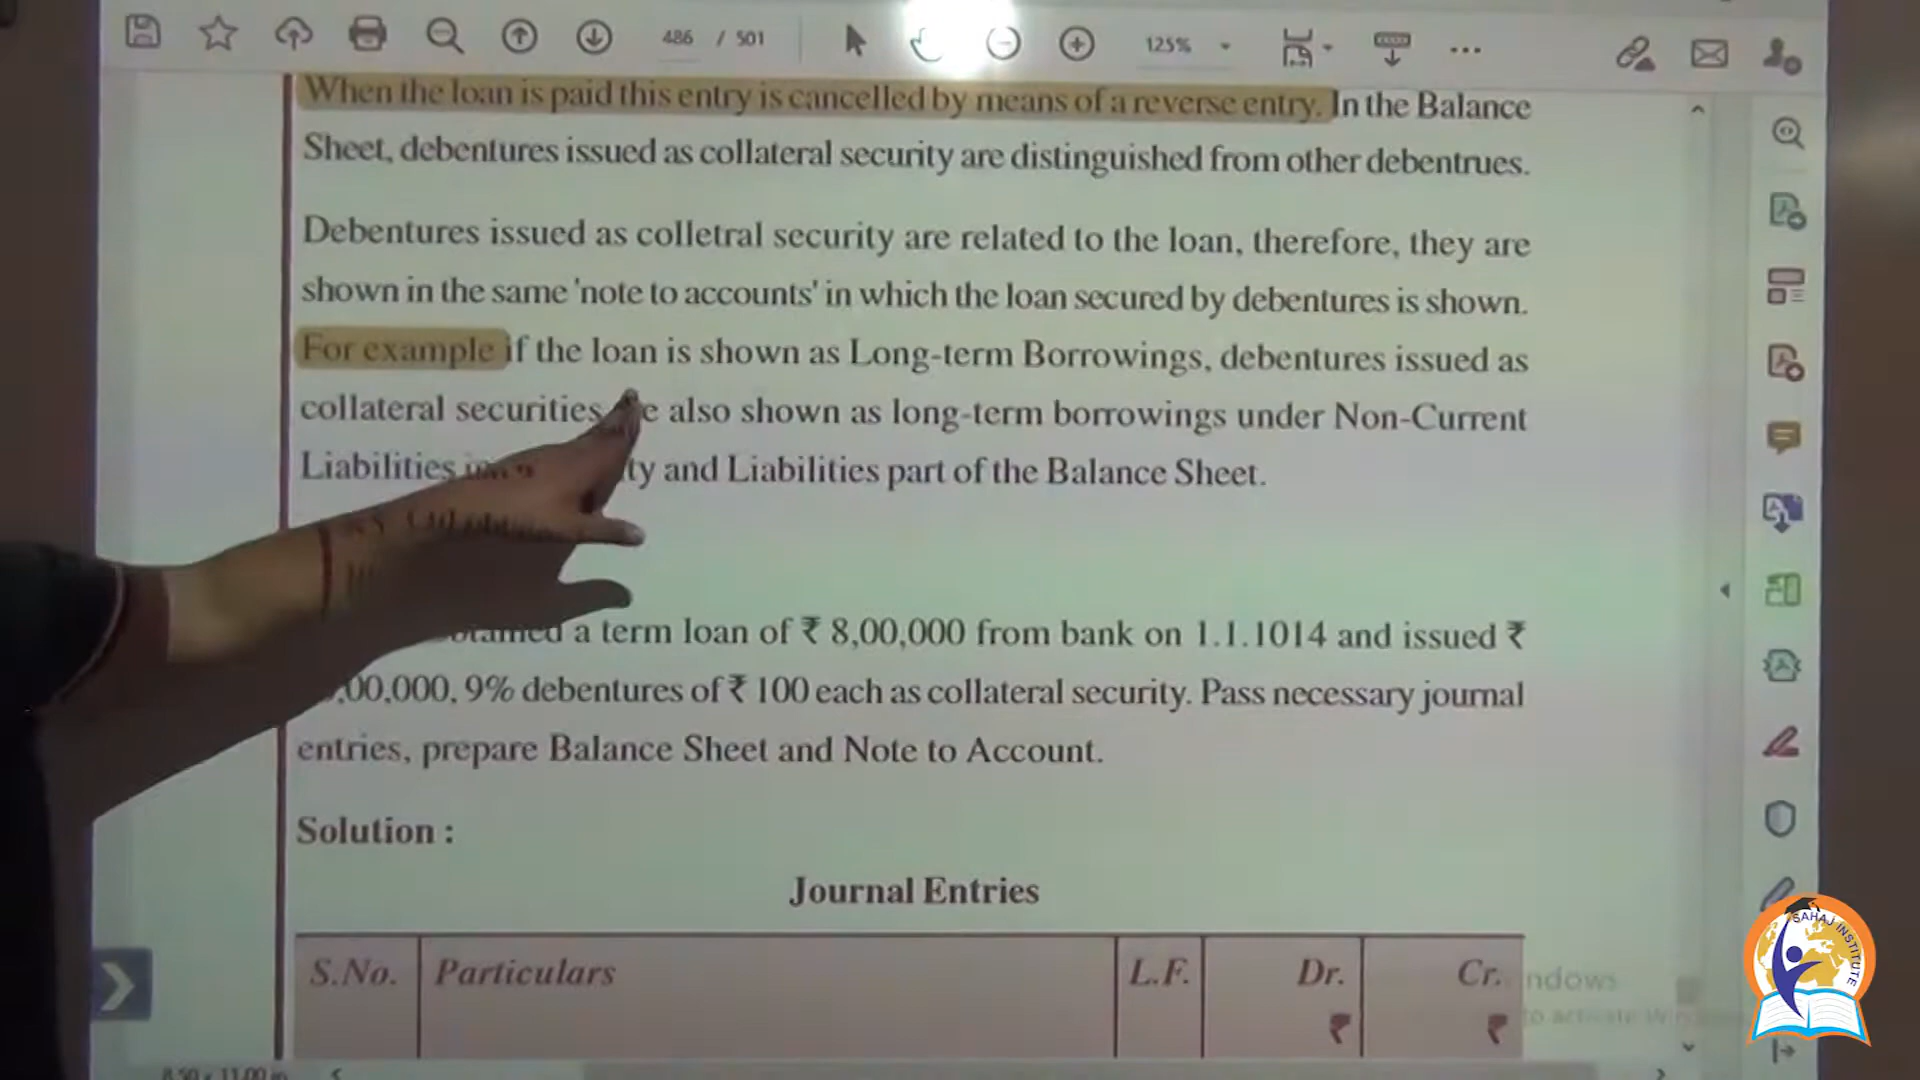 486 / 501
125%
When the loan is paid this entry is cancelled by means of a reverse entry. In the Balance
Sheet, debentures issued as collateral security are distinguished from other debentrues.
Debentures issued as colletral security are related to the loan, therefore, they are
shown in the same 'note to accounts' in which the loan secured by debentures is shown.
For example if the loan is shown as Long-term Borrowings, debentures issued as
collateral securities also shown as long-term borrowings under Non-Current
Liabilities and Liabilities part of the Balance Sheet.
a term loan of ₹ 8,00,000 from bank on 1.1.1014 and issued ₹
00,000, 9% debentures of ₹ 100 each as collateral security. Pass necessary journal
entries, prepare Balance Sheet and Note to Account.
Solution :
Journal Entries
S.No. Particulars L.F. Dr. Cr.
₹ ₹
SAHAJ INSTITUTE
8.50 x 11.00 in